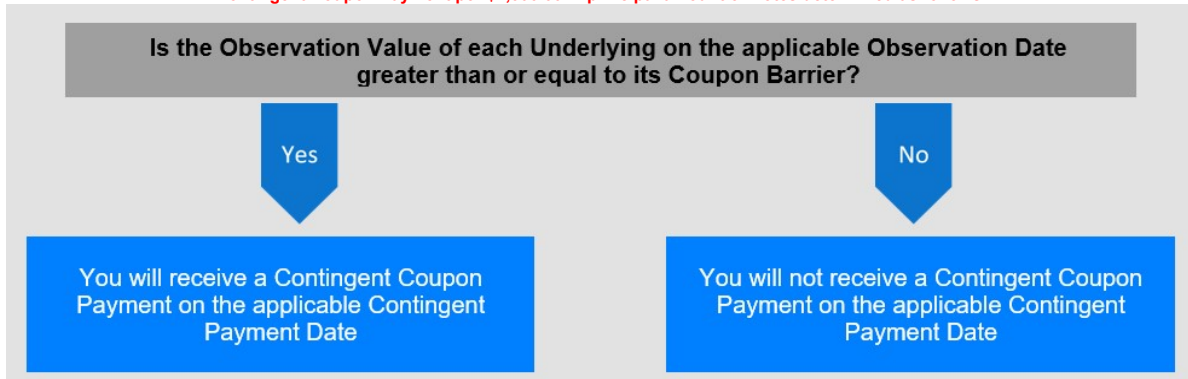 Is the Observation Value of each Underlying on the applicable Observation Date
greater than or equal to its Coupon Barrier?
Yes
No
You will receive a Contingent Coupon
Payment on the applicable Contingent
Payment Date
You will not receive a Contingent Coupon
Payment on the applicable Contingent
Payment Date